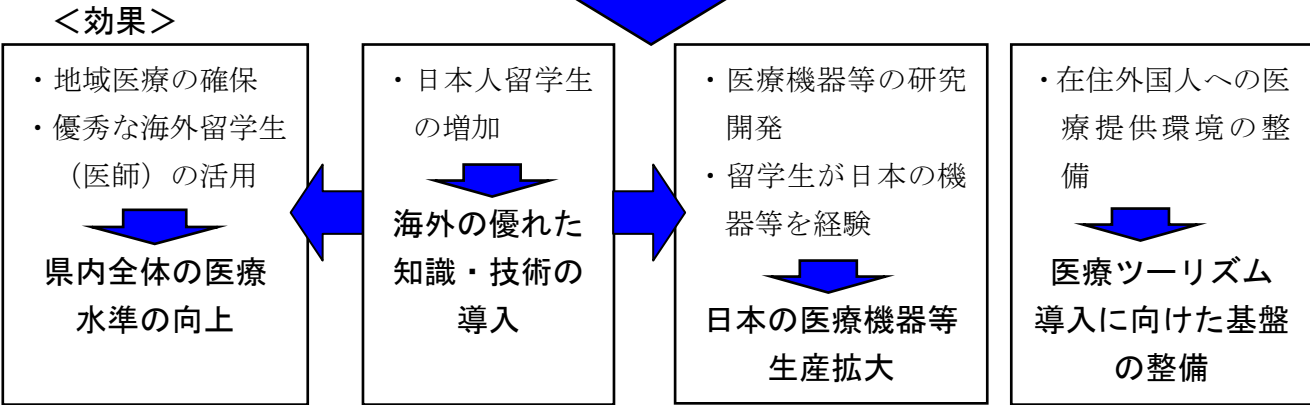 ＜効果＞
・地域医療の確保
・優秀な海外留学生
（医師）の活用
県内全体の医療
水準の向上
・日本人留学生
の増加
海外の優れた
知識・技術の
導入
・医療機器等の研究
開発
・留学生が日本の機
器等を経験
日本の医療機器等
生産拡大
・在住外国人への医
療提供環境の整
備
医療ツーリズム
導入に向けた基盤
の整備